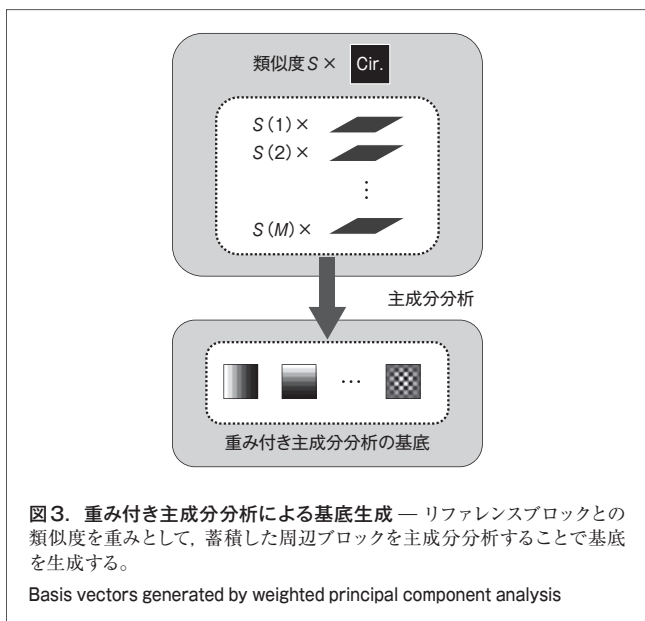 類似度S× Cir.
S(1)×
S(2)×
⋮
S(M)×
主成分分析
…
重み付き主成分分析の基底
図3. 重み付き主成分分析による基底生成 ― リファレンスブロックとの
類似度を重みとして，蓄積した周辺ブロックを主成分分析することで基底
を生成する。
Basis vectors generated by weighted principal component analysis